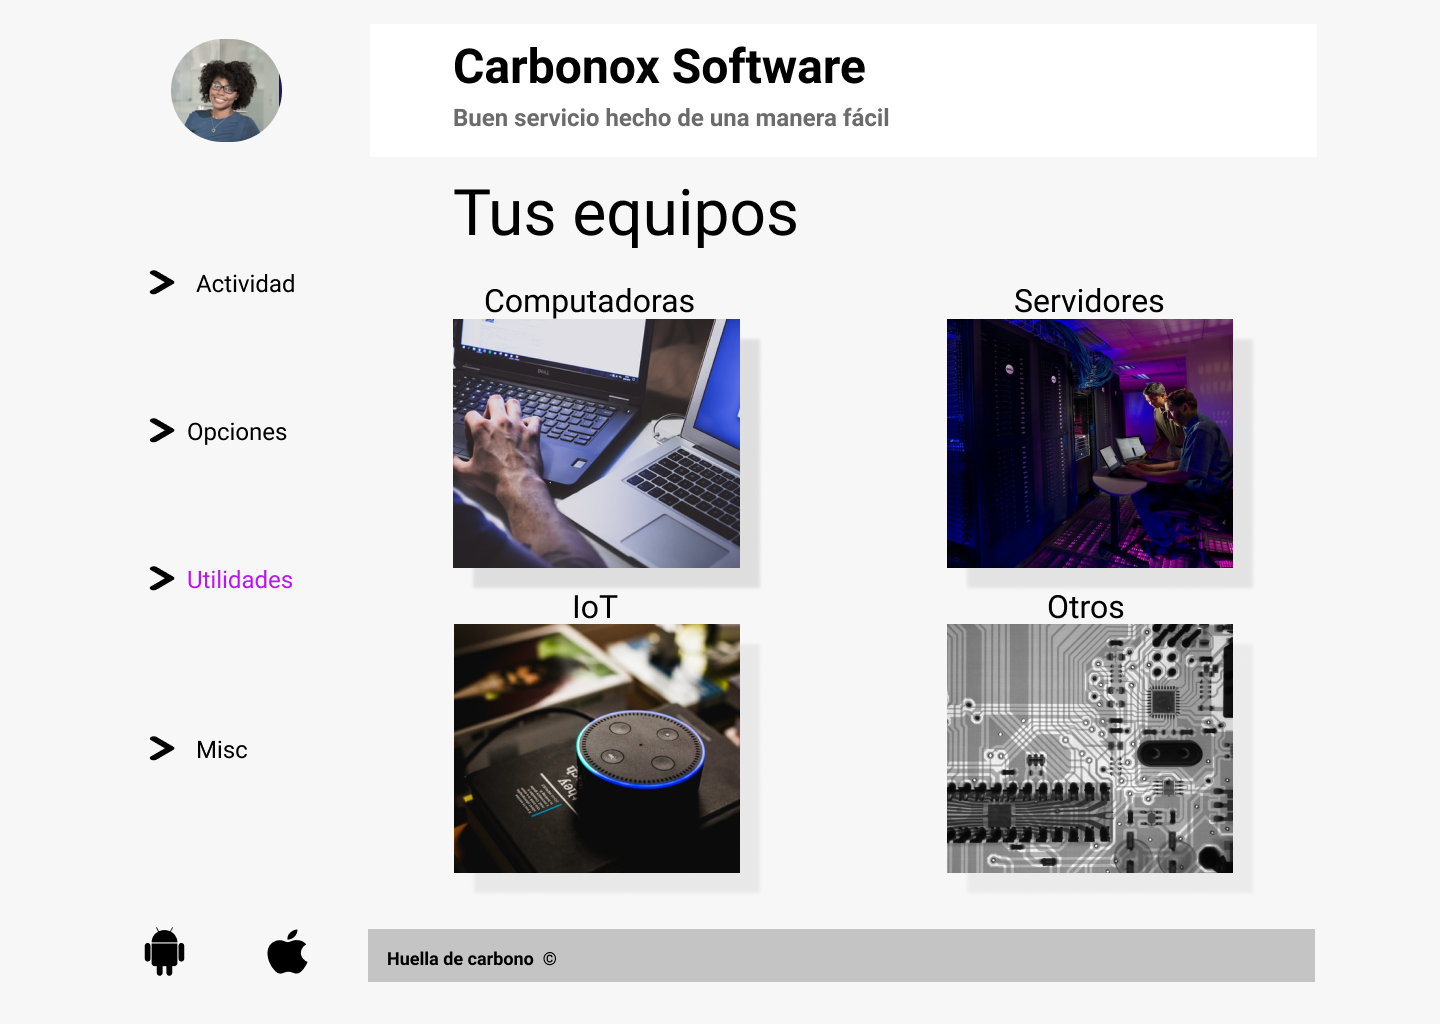 Carbonox Software
Buen servicio hecho de una manera fácil
Tus equipos
Actividad
Opciones
Utilidades
Misc
Computadoras
Servidores
DELL
IoT
Otros
Huella de carbono ©